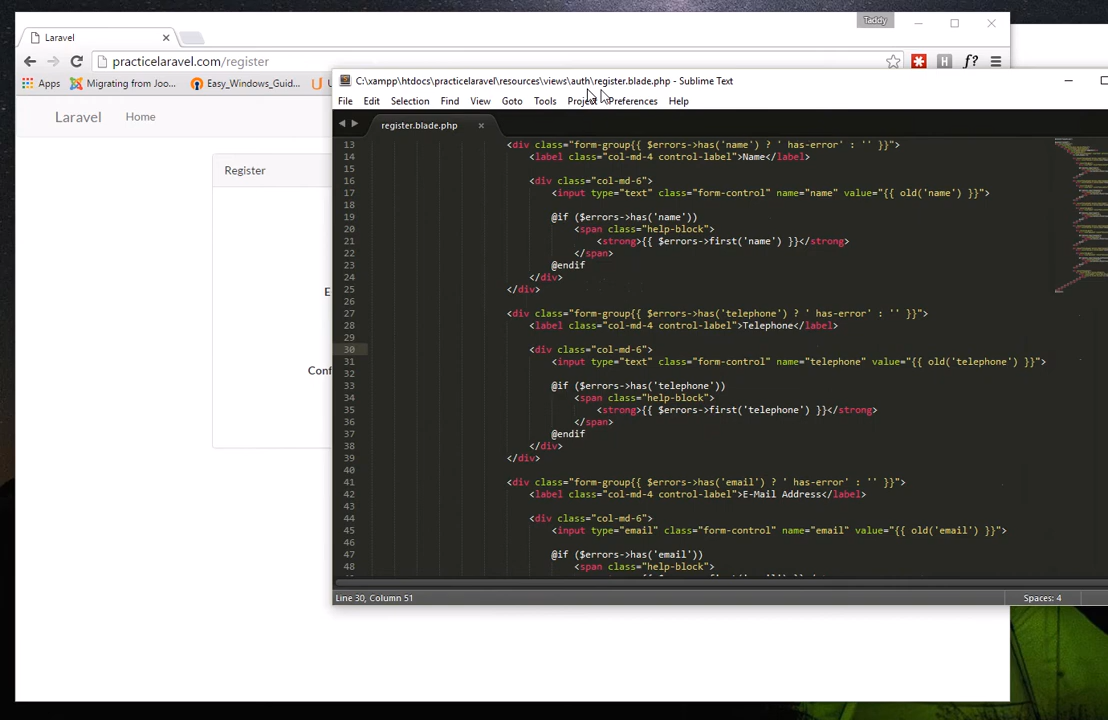 Taddy
Laravel
practicelaravel.com/register
f?
Apps
Migrating from Joo...
Easy_Windows_Guid...
Laravel
Home
Register
E
Conf
C:\xampp\htdocs\practicelaravel\resources\views\auth\register.blade.php - Sublime Text
File Edit Selection Find View Goto Tools Project Preferences Help
register.blade.php
13 <div class="form-group{{ $errors->has('name') ? ' has-error' : '' }}">
14 <label class="col-md-4 control-label">Name</label>
15
16 <div class="col-md-6">
17 <input type="text" class="form-control" name="name" value="{{ old('name') }}">
18
19 @if ($errors->has('name'))
20 <span class="help-block">
21 <strong>{{ $errors->first('name') }}</strong>
22 </span>
23 @endif
24 </div>
25 </div>
26
27 <div class="form-group{{ $errors->has('telephone') ? ' has-error' : '' }}">
28 <label class="col-md-4 control-label">Telephone</label>
29
30 <div class="col-md-6">
31 <input type="text" class="form-control" name="telephone" value="{{ old('telephone') }}">
32
33 @if ($errors->has('telephone'))
34 <span class="help-block">
35 <strong>{{ $errors->first('telephone') }}</strong>
36 </span>
37 @endif
38 </div>
39 </div>
40
41 <div class="form-group{{ $errors->has('email') ? ' has-error' : '' }}">
42 <label class="col-md-4 control-label">E-Mail Address</label>
43
44 <div class="col-md-6">
45 <input type="email" class="form-control" name="email" value="{{ old('email') }}">
46
47 @if ($errors->has('email'))
48 <span class="help-block">
Line 30, Column 51
Spaces: 4